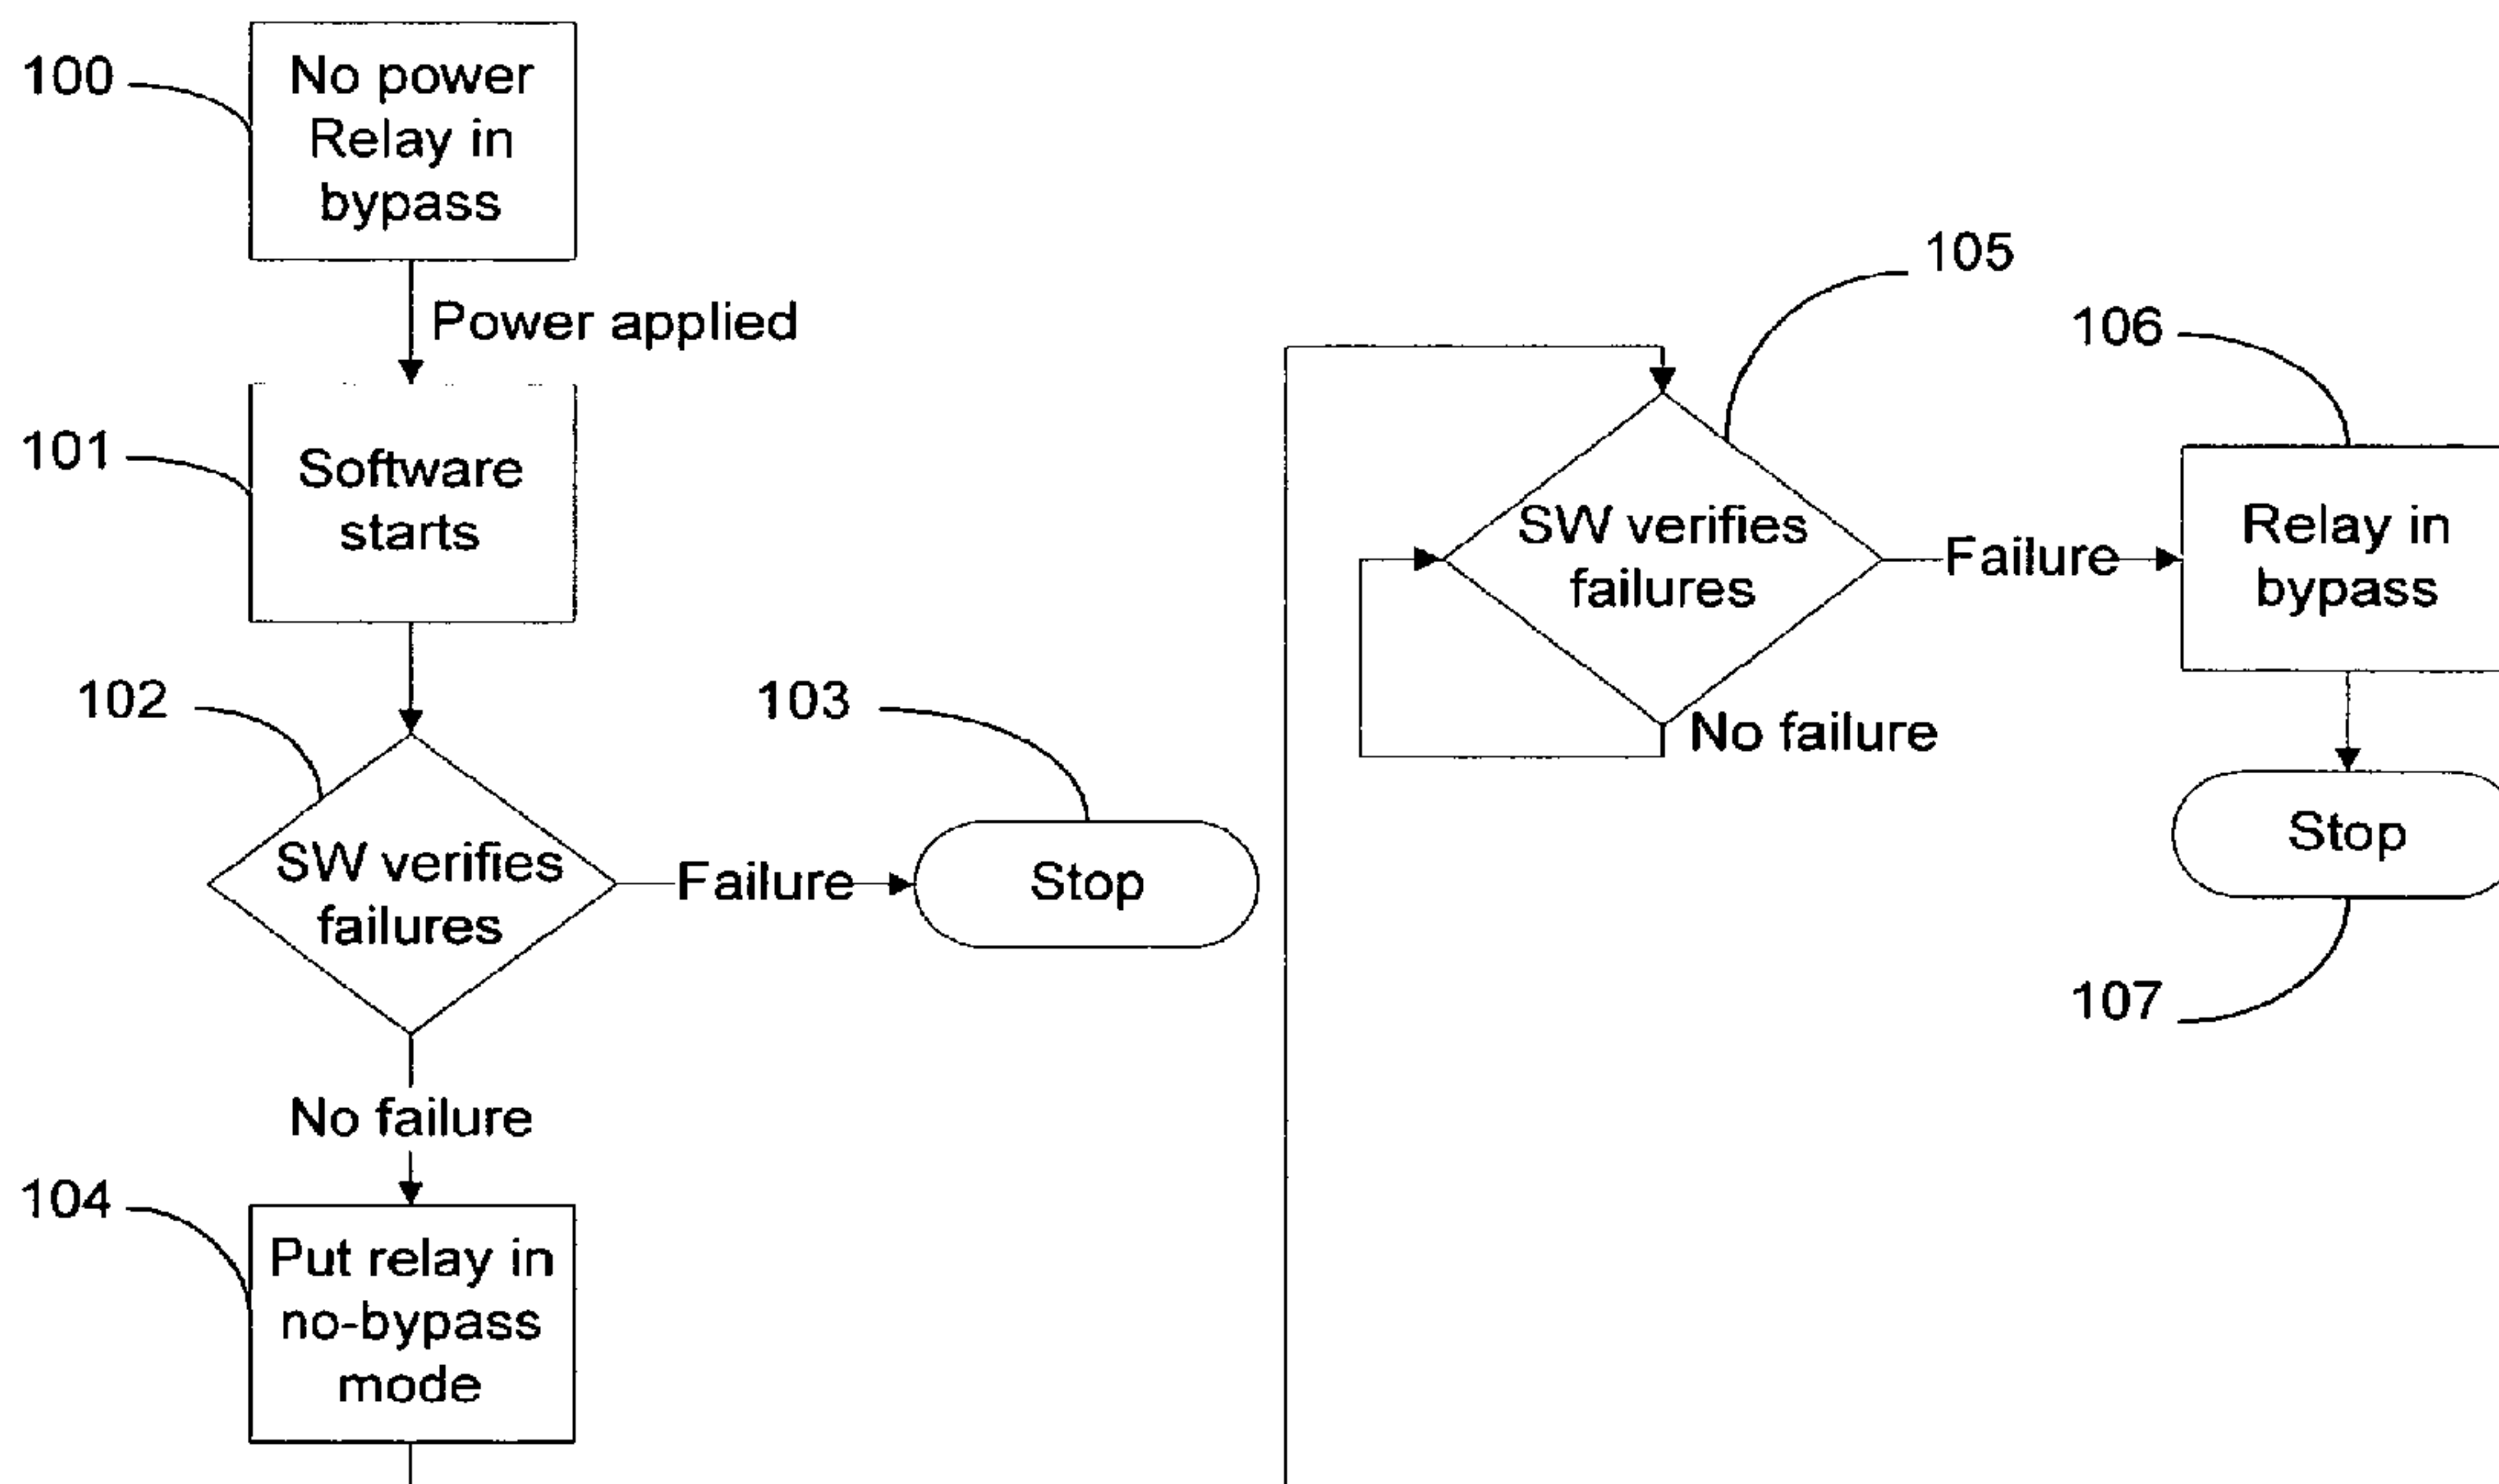 100
No power
Relay in
bypass
Power applied
101
Software
starts
102
SW verifies
failures
Failure
103
Stop
No failure
104
Put relay in
no-bypass
mode
105
SW verifies
failures
No failure
Failure
106
Relay in
bypass
Stop
107